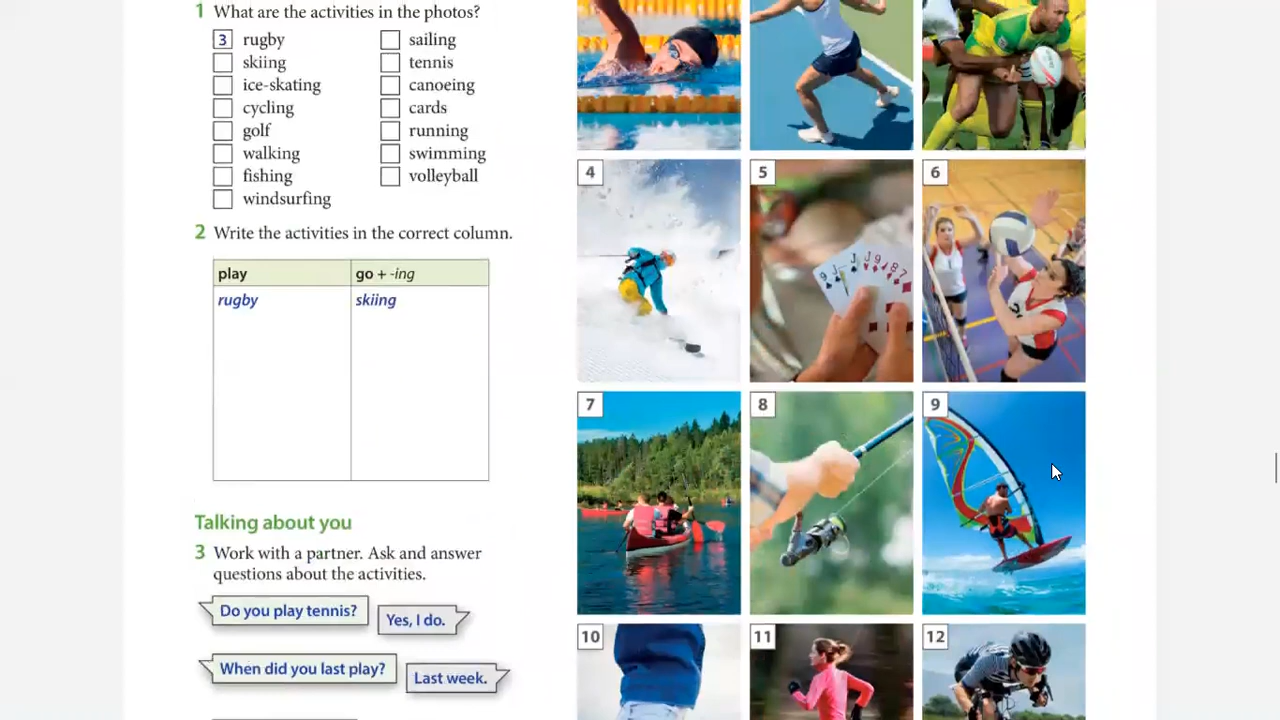 1 What are the activities in the photos?
3 rugby
skiing
ice-skating
cycling
golf
walking
fishing
windsurfing
sailing
tennis
canoeing
cards
running
swimming
volleyball
2 Write the activities in the correct column.
play
go + -ing
rugby
skiing
Talking about you
3 Work with a partner. Ask and answer
questions about the activities.
Do you play tennis?
Yes, I do.
When did you last play?
Last week.
4
5
6
7
8
9
10
11
12